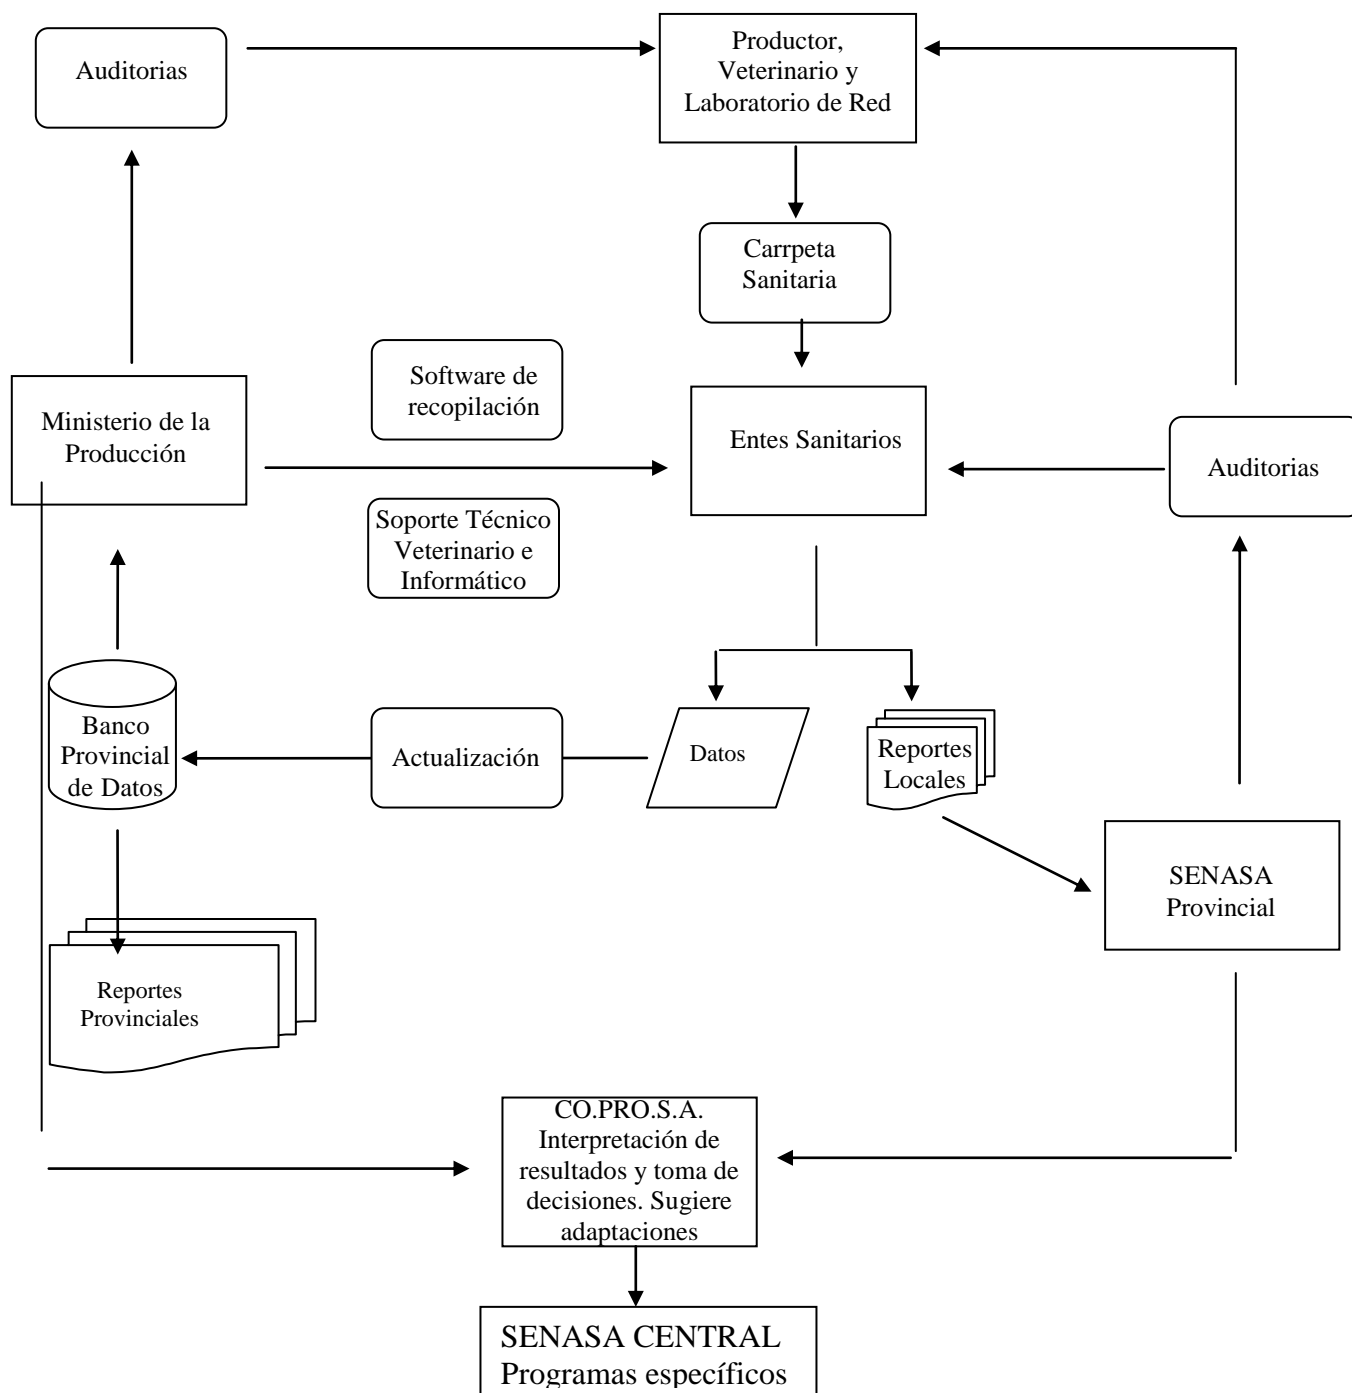 Auditorias
Productor,
Veterinario y
Laboratorio de Red
Carrpeta
Sanitaria
Software de
recopilación
Ministerio de la
Producción
Entes Sanitarios
Auditorias
Soporte Técnico
Veterinario e
Informático
Banco
Provincial
de Datos
Actualización
Datos
Reportes
Locales
SENASA
Provincial
Reportes
Provinciales
CO.PRO.S.A.
Interpretación de
resultados y toma de
decisiones. Sugiere
adaptaciones
SENASA CENTRAL
Programas específicos